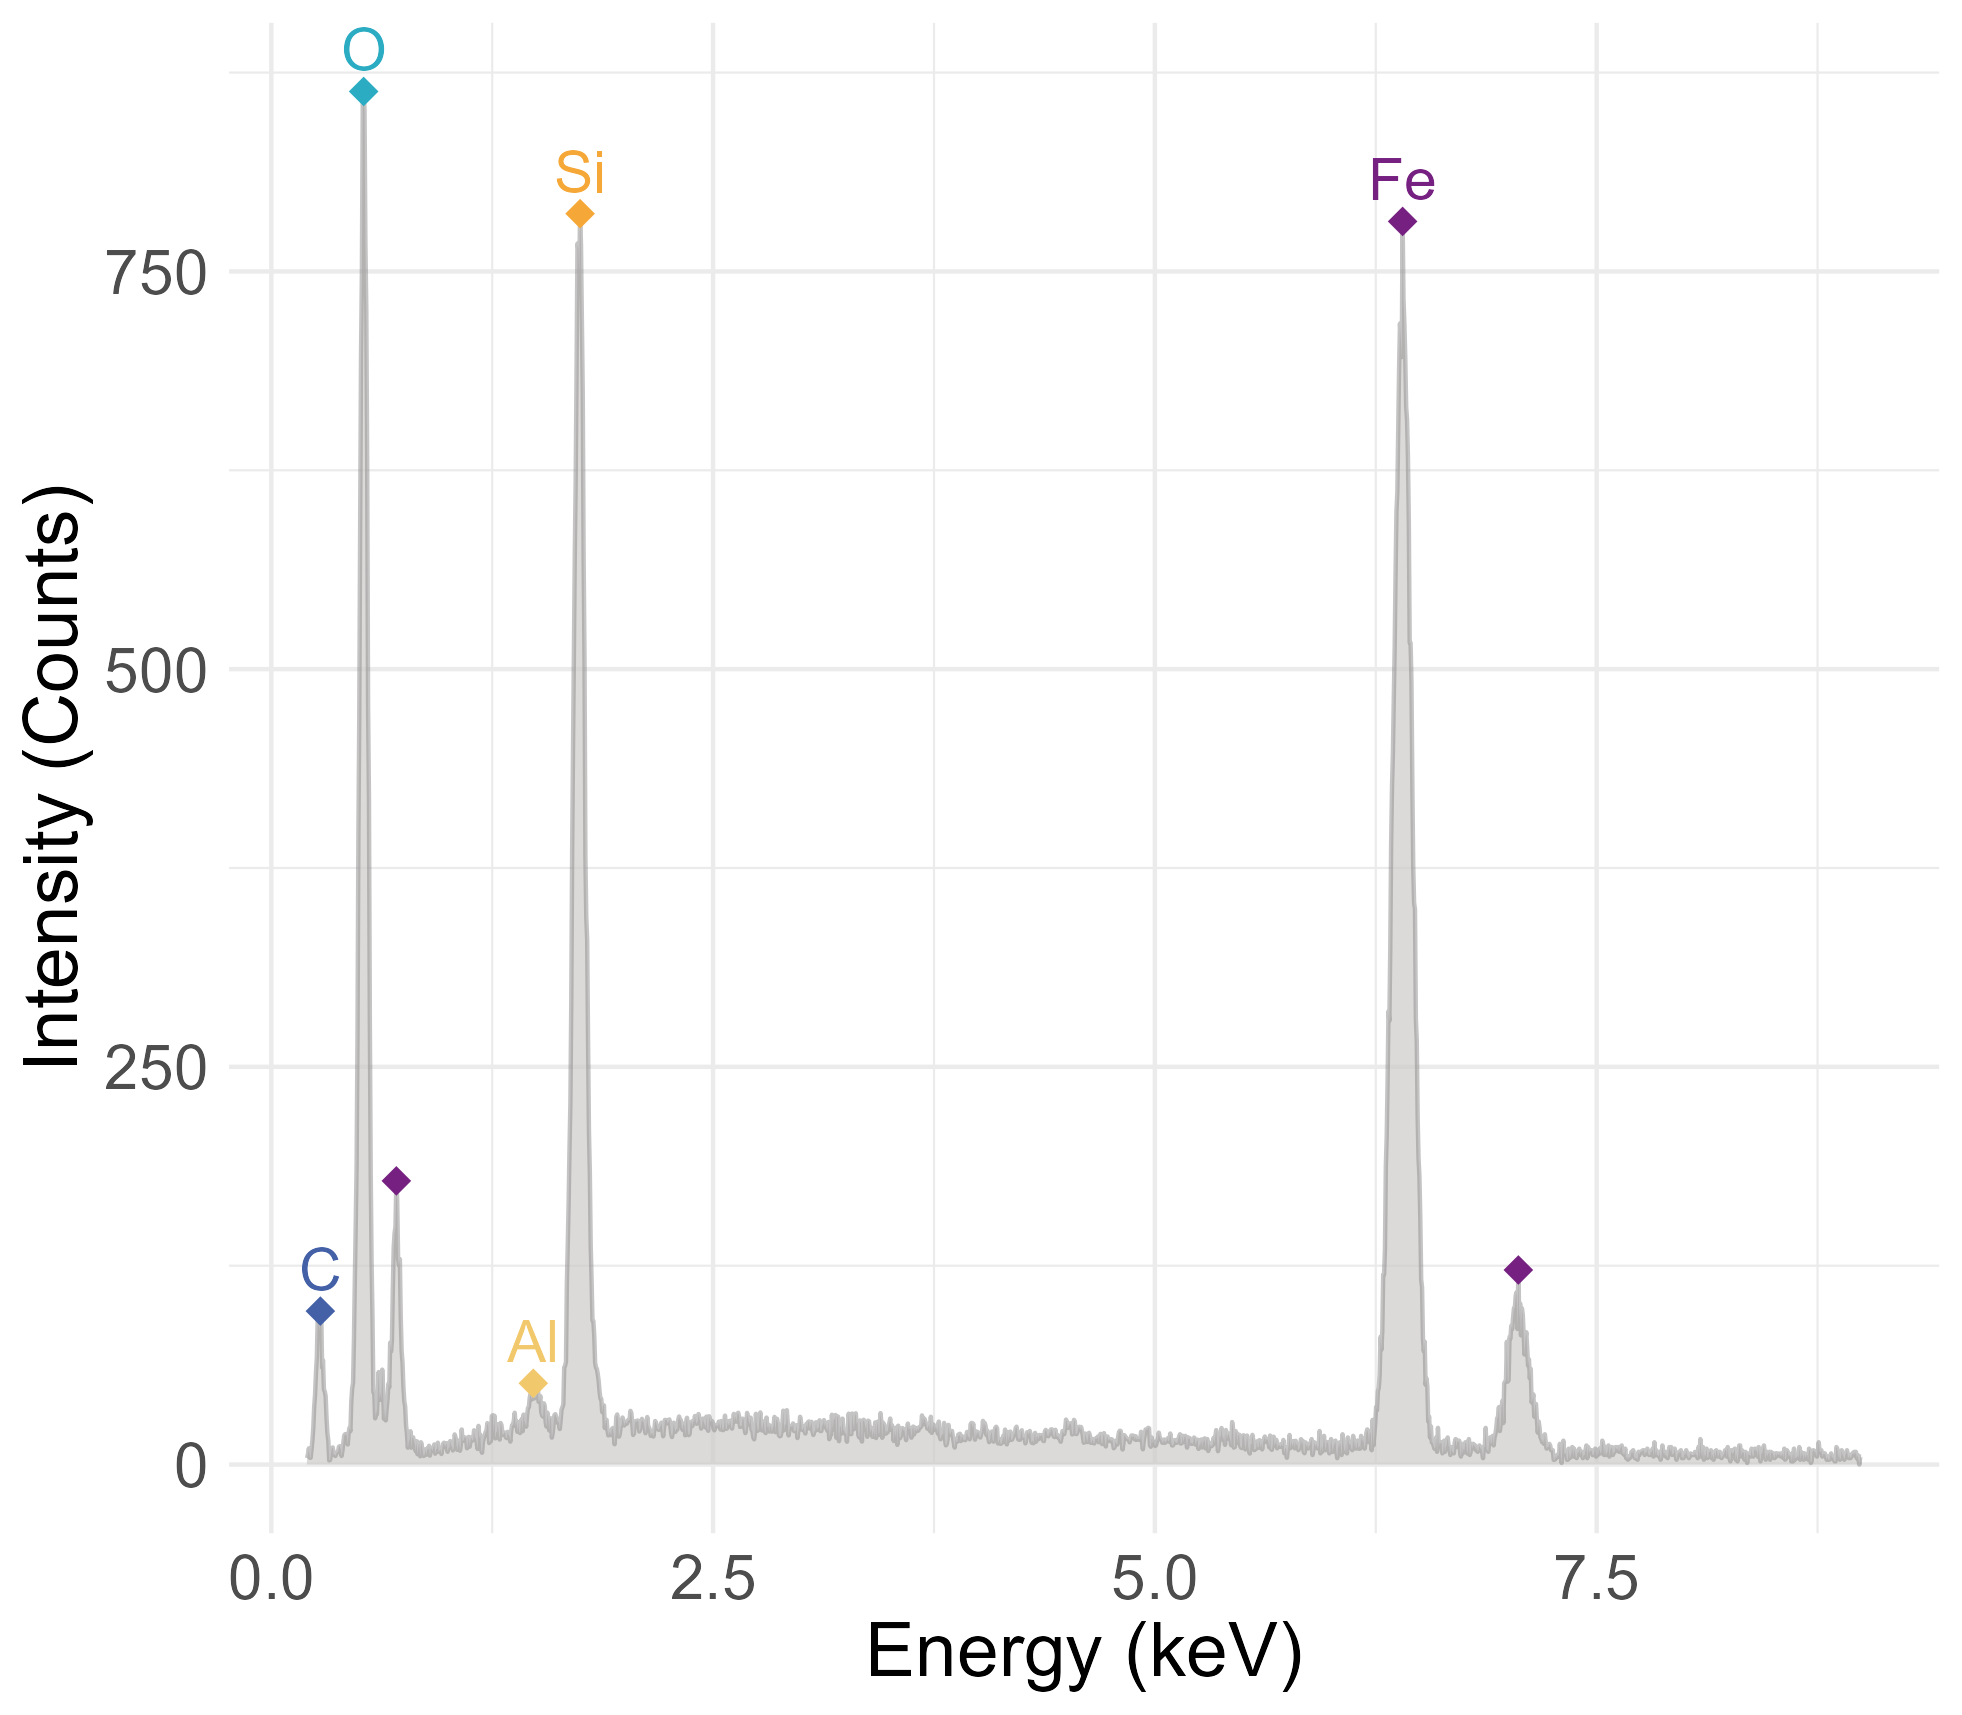 O
Si
Fe
C
Al
750
500
250
0
0.0
2.5
5.0
7.5
Energy (keV)
Intensity (Counts)